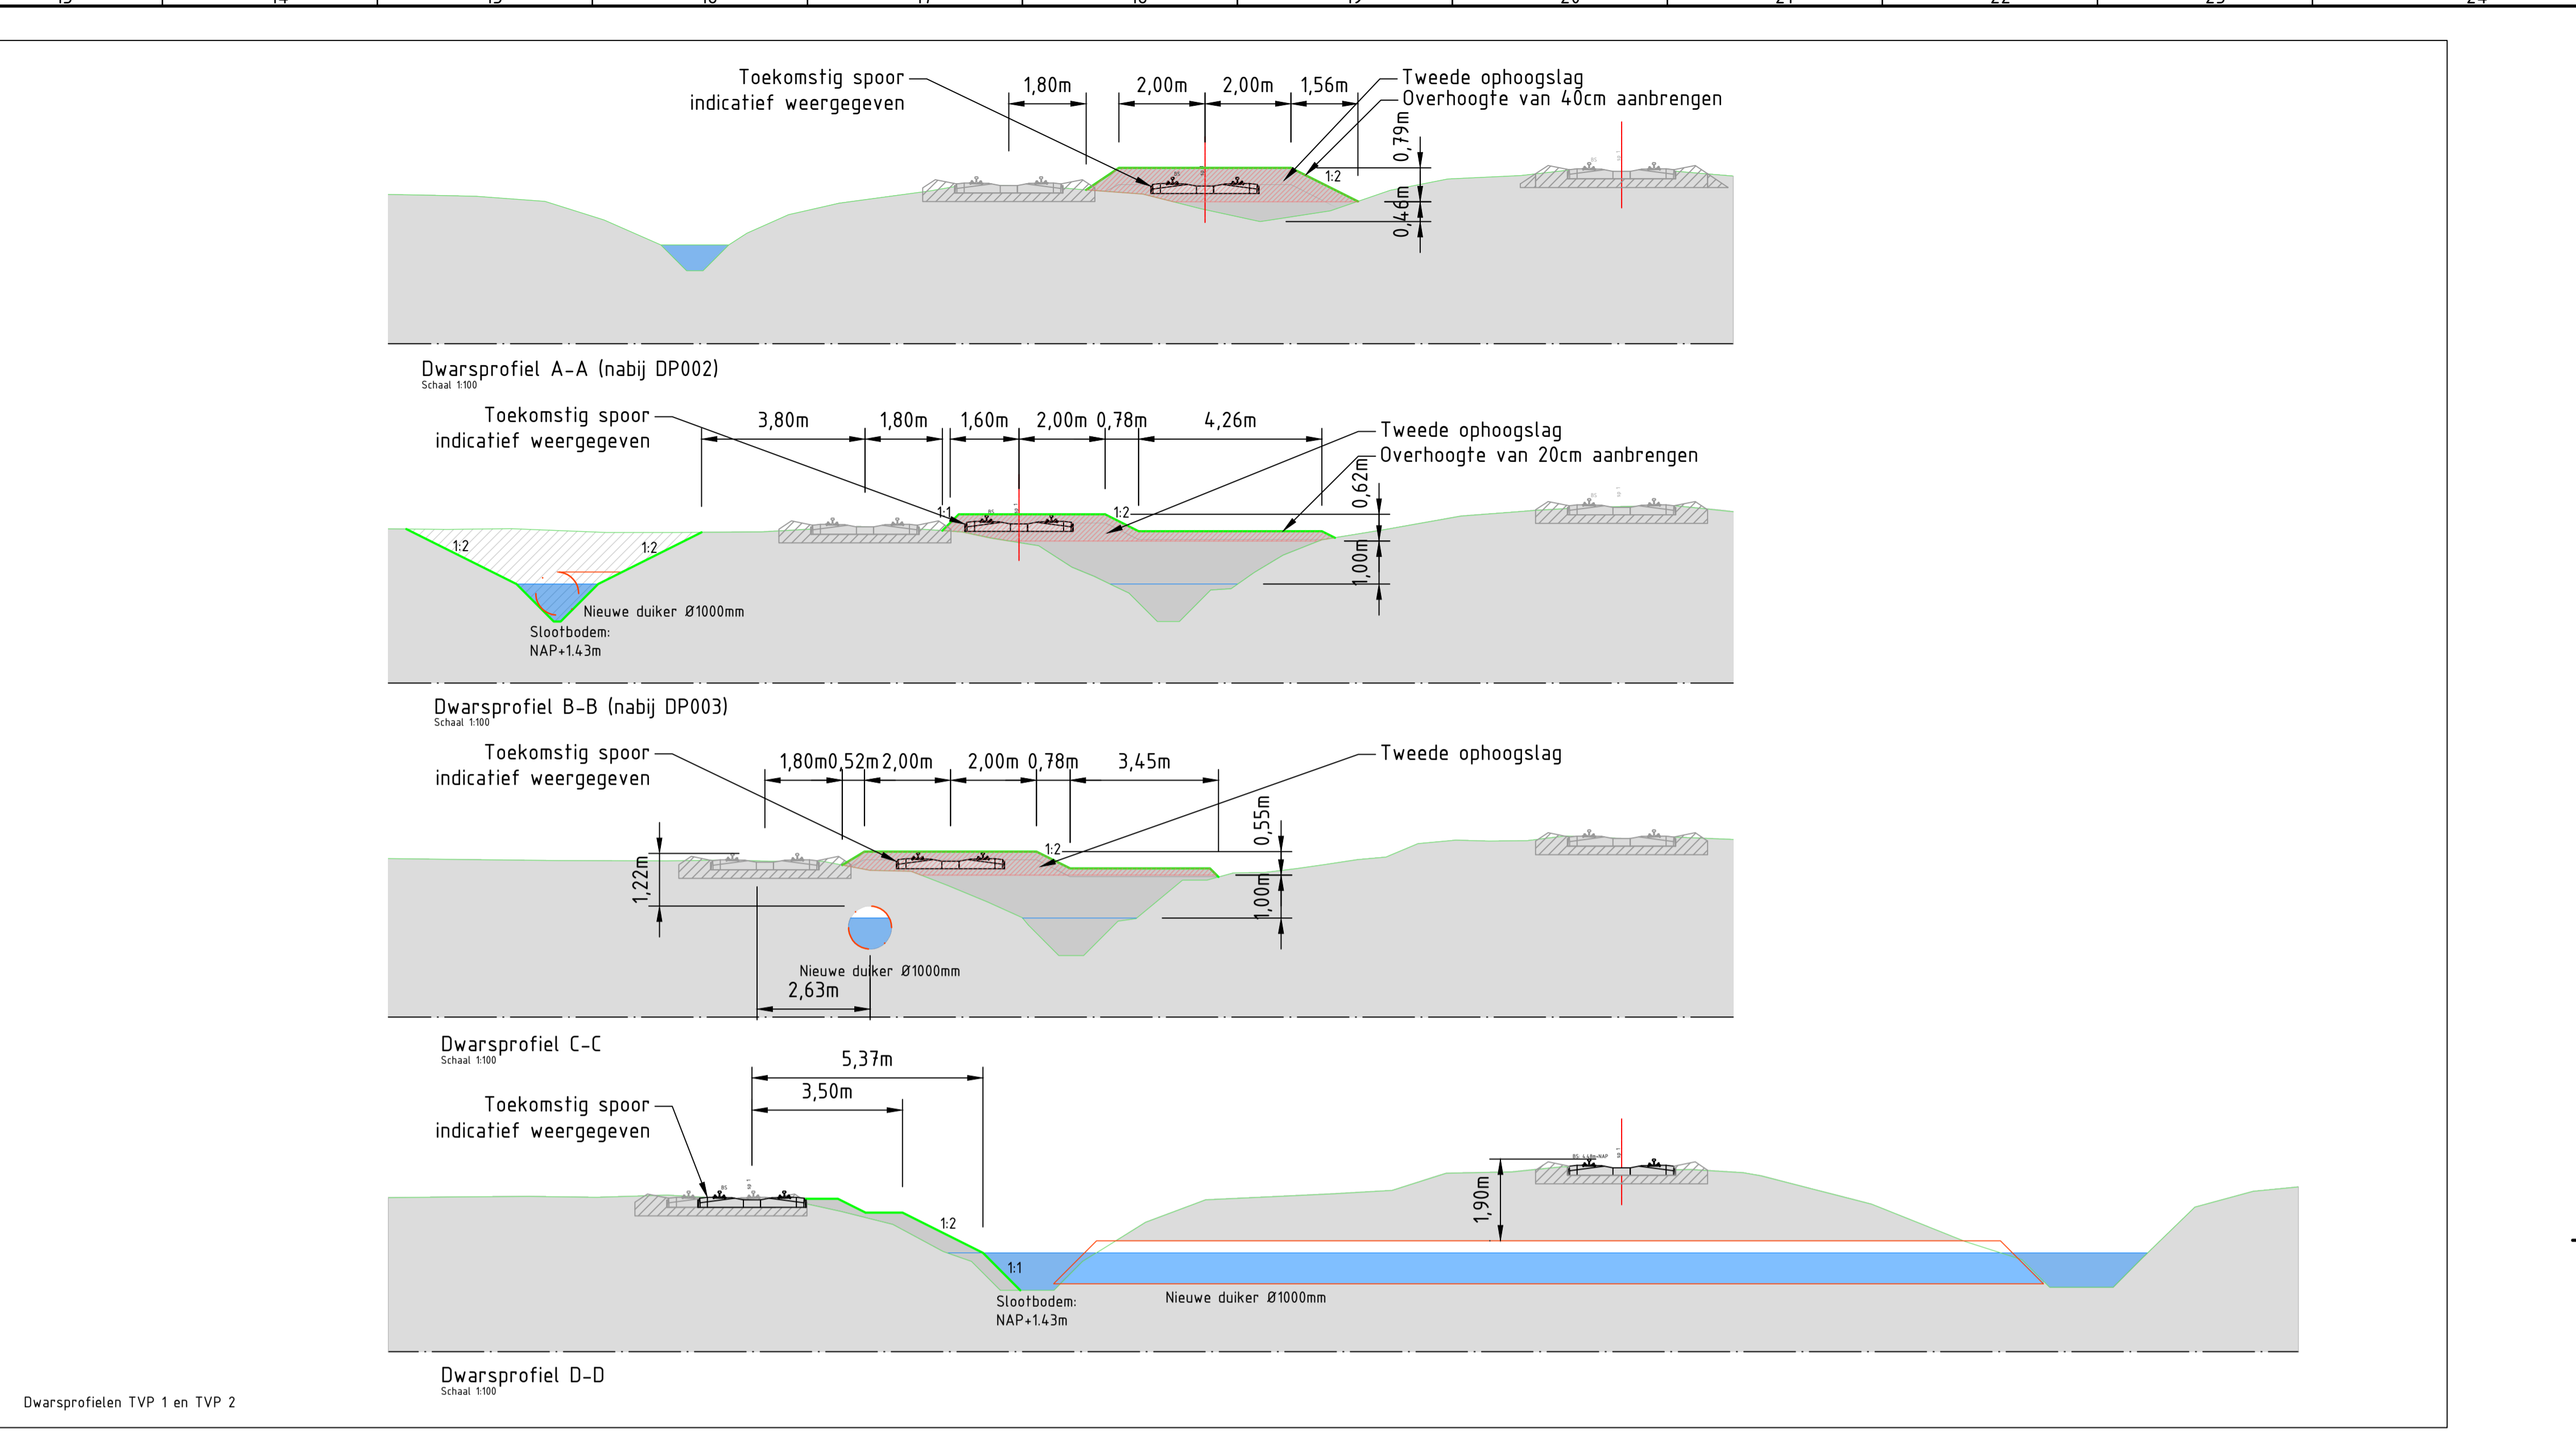 Toekomstig spoor
indicatief weergegeven
1,80m
2,00m
2,00m
1,56m
Tweede ophoogslag
Overhoogte van 40cm aanbrengen
0,79m
1:2
0,46m
BS
Dwarsprofiel A-A (nabij DP002)
Schaal 1:100
Toekomstig spoor
indicatief weergegeven
3,80m
1,80m
1,60m
2,00m
0,78m
4,26m
Tweede ophoogslag
Overhoogte van 20cm aanbrengen
0,62m
1:1
1:2
1:2
1:2
1,00m
Nieuwe duiker Ø1000mm
Slootbodem:
NAP+1.43m
Dwarsprofiel B-B (nabij DP003)
Schaal 1:100
Toekomstig spoor
indicatief weergegeven
1,80m
0,52m
2,00m
2,00m
0,78m
3,45m
Tweede ophoogslag
0,55m
1:2
1,22m
1,00m
Nieuwe duiker Ø1000mm
2,63m
Dwarsprofiel C-C
Schaal 1:100
5,37m
3,50m
Toekomstig spoor
indicatief weergegeven
BS
1:2
1,90m
1:1
Slootbodem:
NAP+1.43m
Nieuwe duiker Ø1000mm
Dwarsprofiel D-D
Schaal 1:100
Dwarsprofielen TVP 1 en TVP 2